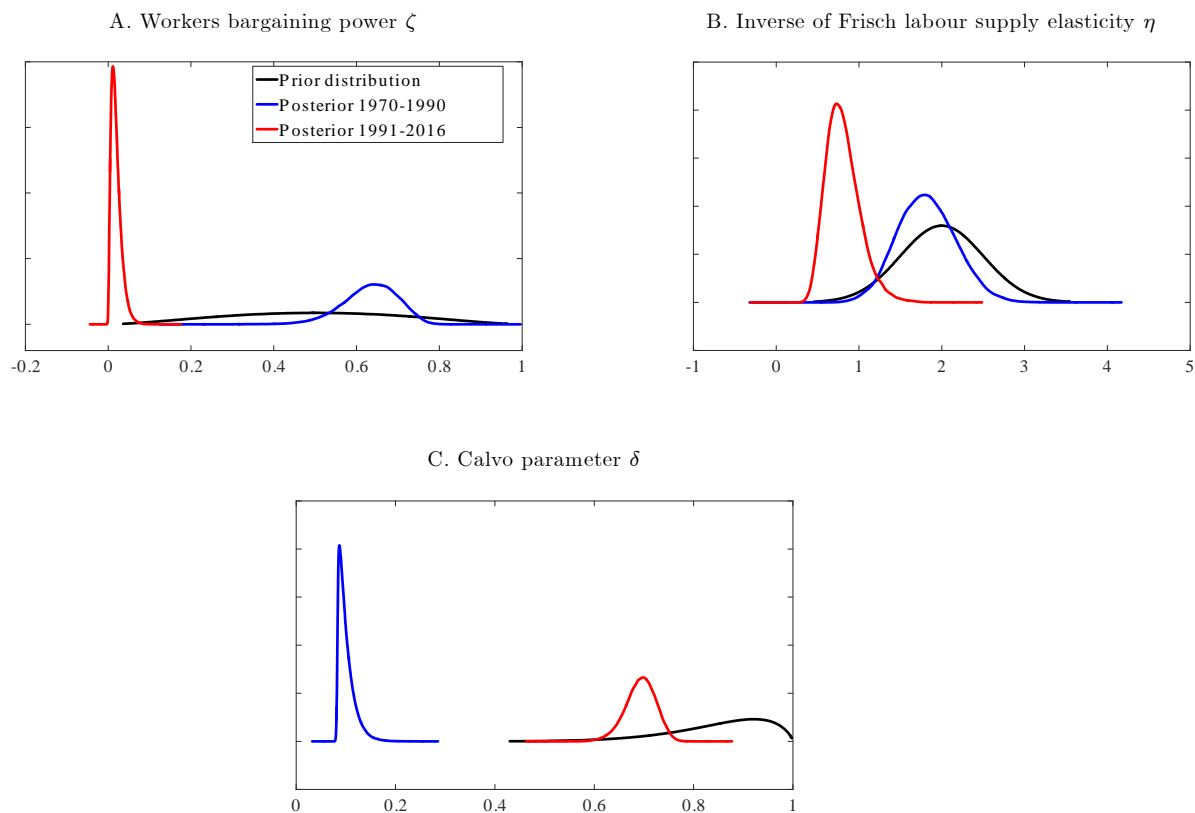 A. Workers bargaining power ζ
B. Inverse of Frisch labour supply elasticity η
Prior distribution
Posterior 1970-1990
Posterior 1991-2016
-0.2 0 0.2 0.4 0.6 0.8 1
-1 0 1 2 3 4 5
C. Calvo parameter δ
0 0.2 0.4 0.6 0.8 1